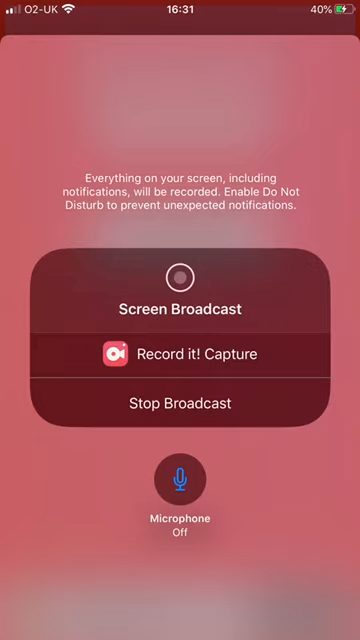 O2-UK
16:31
40%
Everything on your screen, including
notifications, will be recorded. Enable Do Not
Disturb to prevent unexpected notifications.
Screen Broadcast
Record it! Capture
Stop Broadcast
Microphone
Off